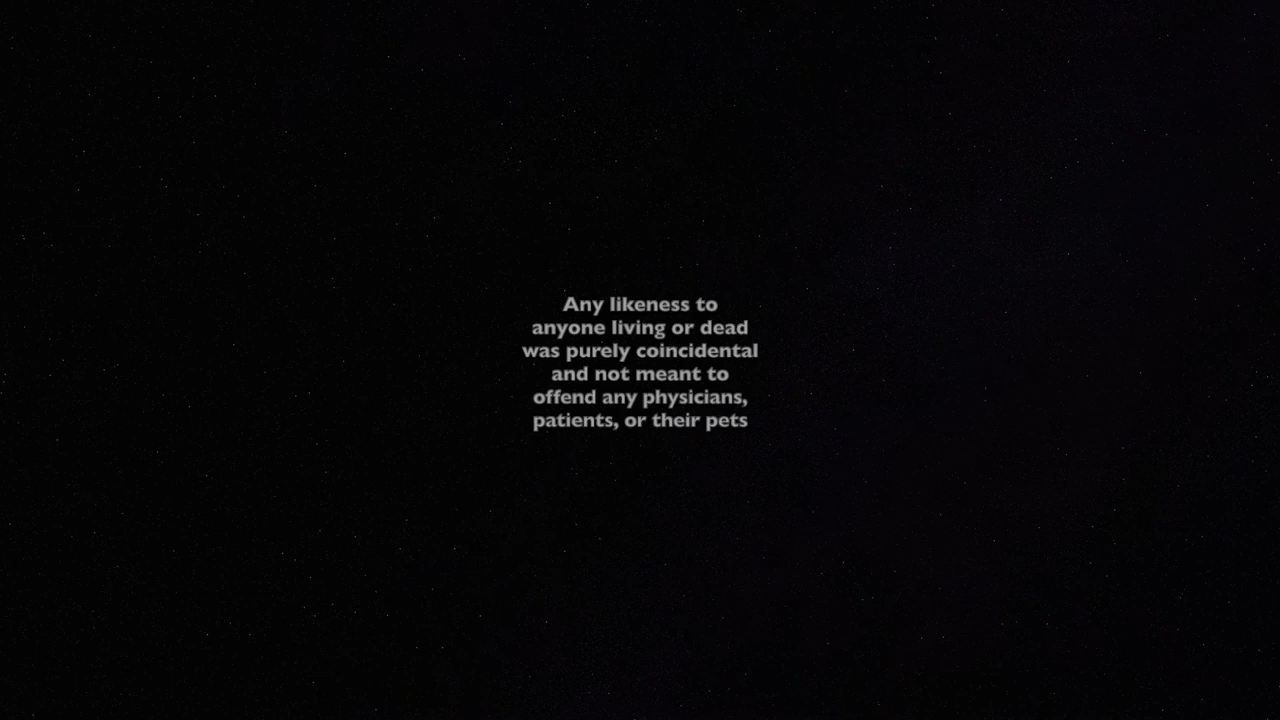 Any likeness to
anyone living or dead
was purely coincidental
and not meant to
offend any physicians,
patients, or their pets